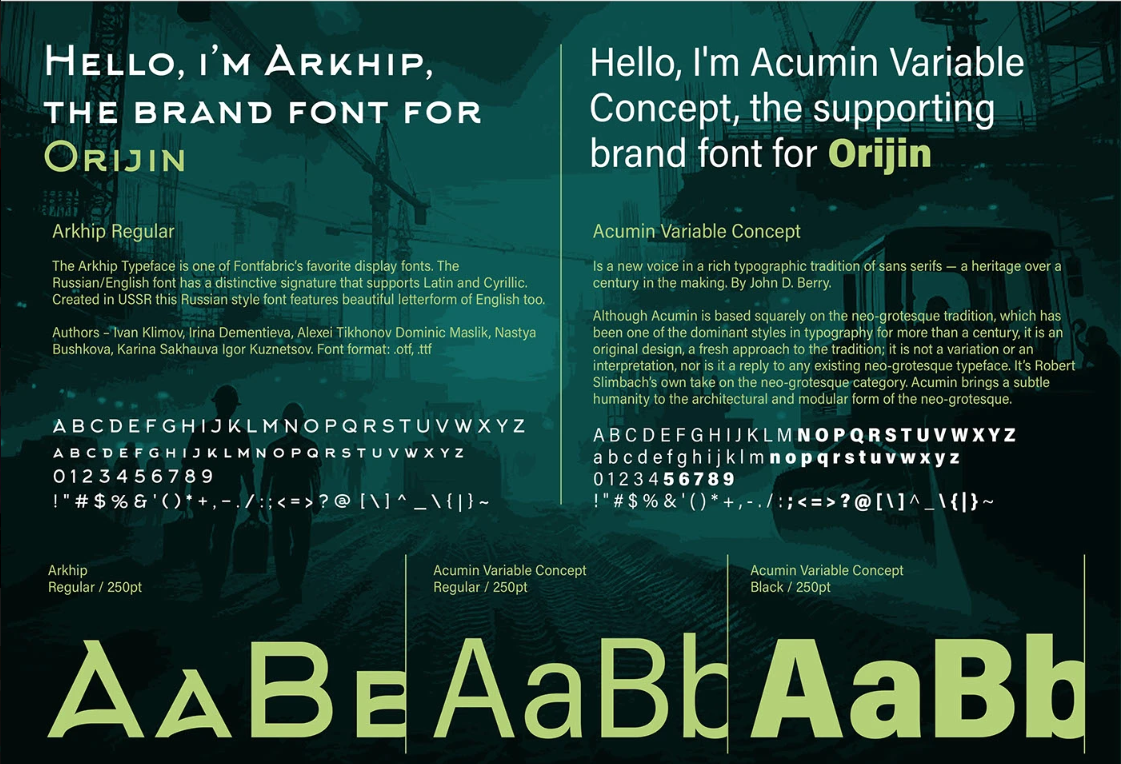 Hello, I'm Arkhip,
the brand font for
Orijin
Arkhip Regular
The Arkhip Typeface is one of Fontfabric's favorite display fonts. The
Russian/English font has a distinctive signature that supports Latin and Cyrillic.
Created in USSR this Russian style font features beautiful letterform of English too.
Authors – Ivan Klimov, Irina Dementieva, Alexei Tikhonov Dominic Maslik, Nastya
Bushkova, Karina Sakhauva Igor Kuznetsov. Font format: .otf, .ttf
ABCDEFGHIJKLMNOPQRSTUVWXYZ
ABCDEFGHIJKLMNOPQRSTUVWXYZ
0123456789
!"#$%&'()*+,-./:;<=>?@[\]^_\{|}~
Hello, I'm Acumin Variable
Concept, the supporting
brand font for Orijin
Acumin Variable Concept
Is a new voice in a rich typographic tradition of sans serifs — a heritage over a
century in the making. By John D. Berry.
Although Acumin is based squarely on the neo-grotesque tradition, which has
been one of the dominant styles in typography for more than a century, it is an
original design, a fresh approach to the tradition; it is not a variation or an
interpretation, nor is it a reply to any existing neo-grotesque typeface. It's Robert
Slimbach's own take on the neo-grotesque category. Acumin brings a subtle
humanity to the architectural and modular form of the neo-grotesque.
ABCDEFGHIJKLMNOPQRSTUVWXYZ
abcdefghijklmnopqrstuvwxyz
0123456789
!"#$%&'()*+,-./:;<=>?@[\]^_\{|}~
Arkhip
Regular / 250pt
AaBb
Acumin Variable Concept
Regular / 250pt
AaBb
Acumin Variable Concept
Black / 250pt
AaBb